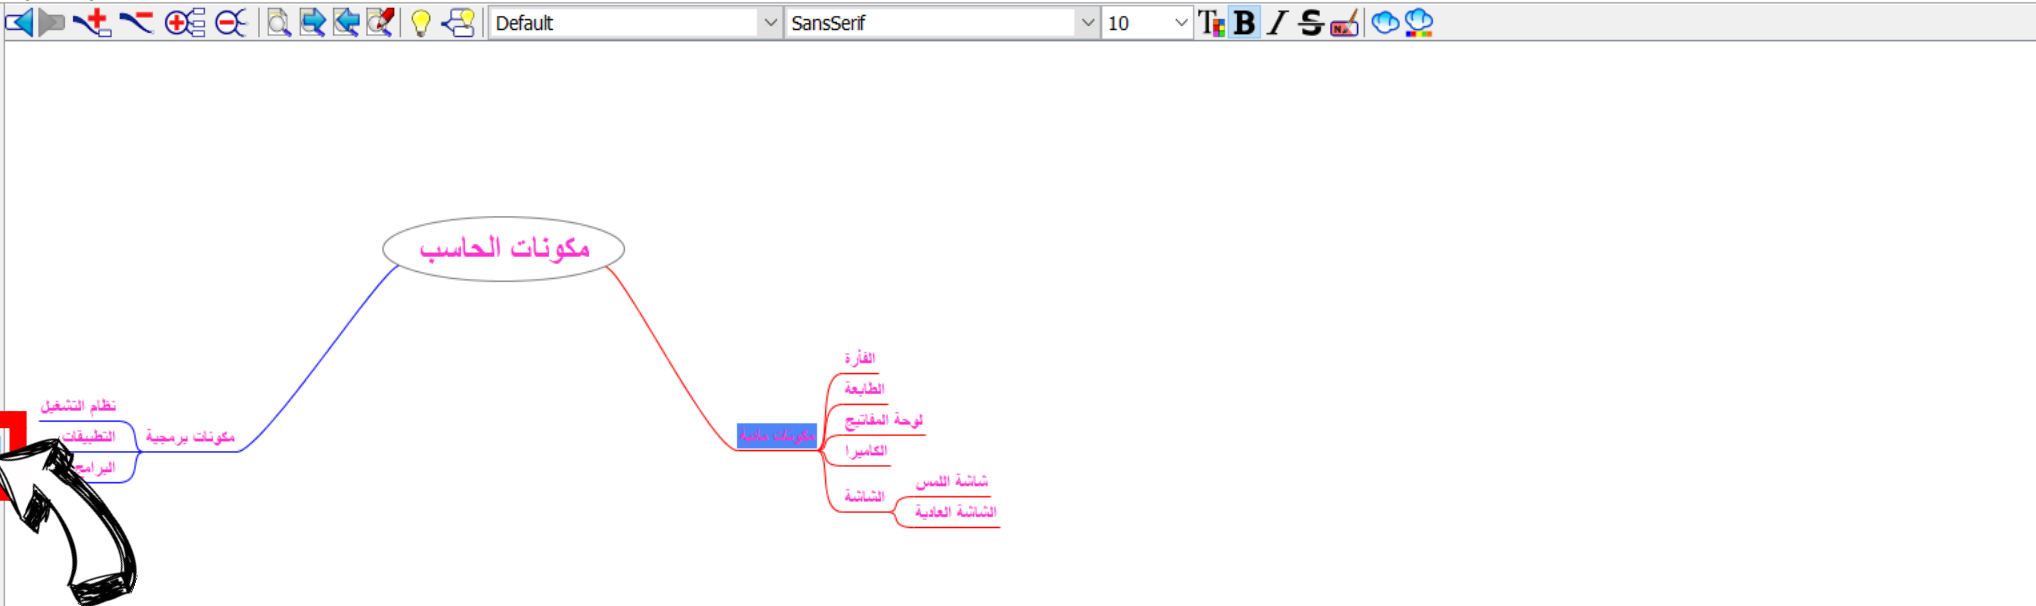 Default
SansSerif
10
مكونات الحاسب
الفأرة
الطابعة
لوحة المفاتيح
الكاميرا
مكونات مادية
الشاشة
شاشة اللمس
الشاشة العادية
مكونات برمجية
نظام التشغيل
التطبيقات
البرامج